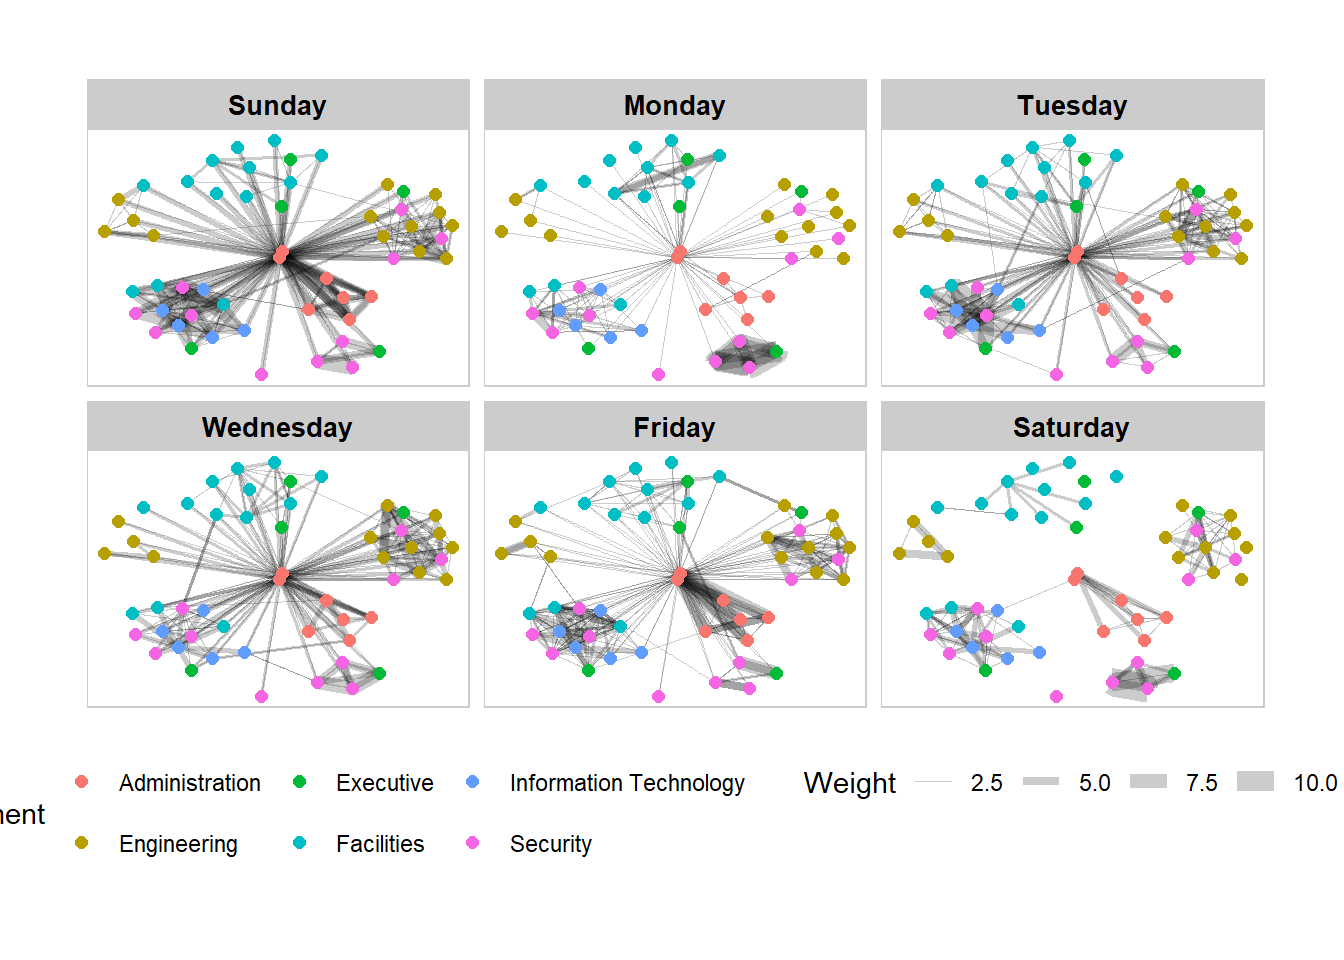 Sunday Monday Tuesday
Wednesday Friday Saturday
Administration Executive Information Technology Weight 2.5 5.0 7.5 10.0
Engineering Facilities Security